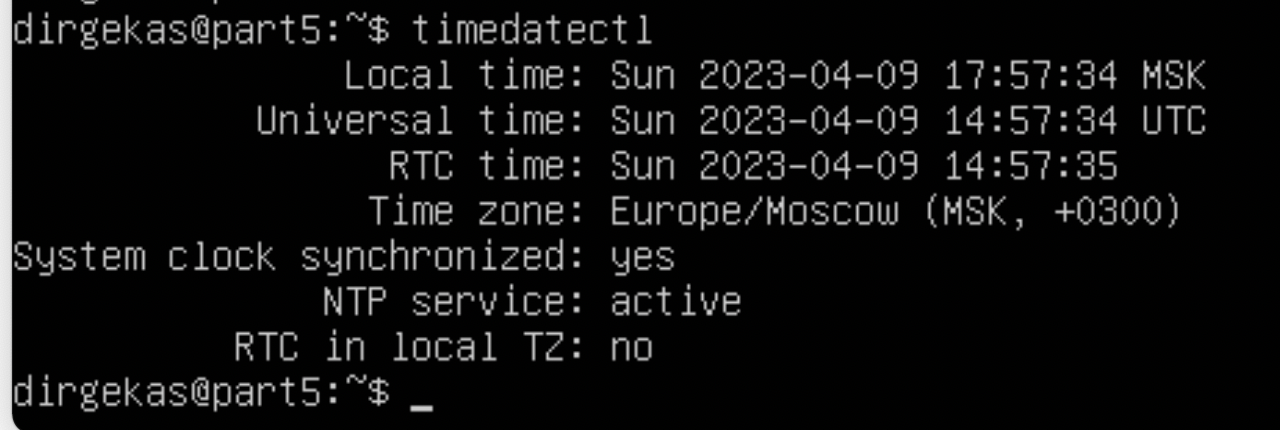 dirgekas@part5:~$ timedatectl
Local time: Sun 2023-04-09 17:57:34 MSK
Universal time: Sun 2023-04-09 14:57:34 UTC
RTC time: Sun 2023-04-09 14:57:35
Time zone: Europe/Moscow (MSK, +0300)
System clock synchronized: yes
NTP service: active
RTC in local TZ: no
dirgekas@part5:~$ _